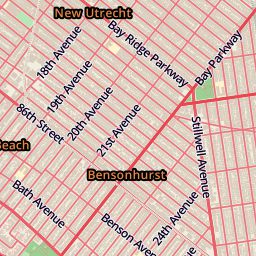 New Utrecht
18th Avenue
Bay Ridge Parkway
Bay Parkway
19th Avenue
20th Avenue
86th Street
21st Avenue
Stillwell Avenue
Beach
Bensonhurst
Bath Avenue
24th Avenue
Benson Aven